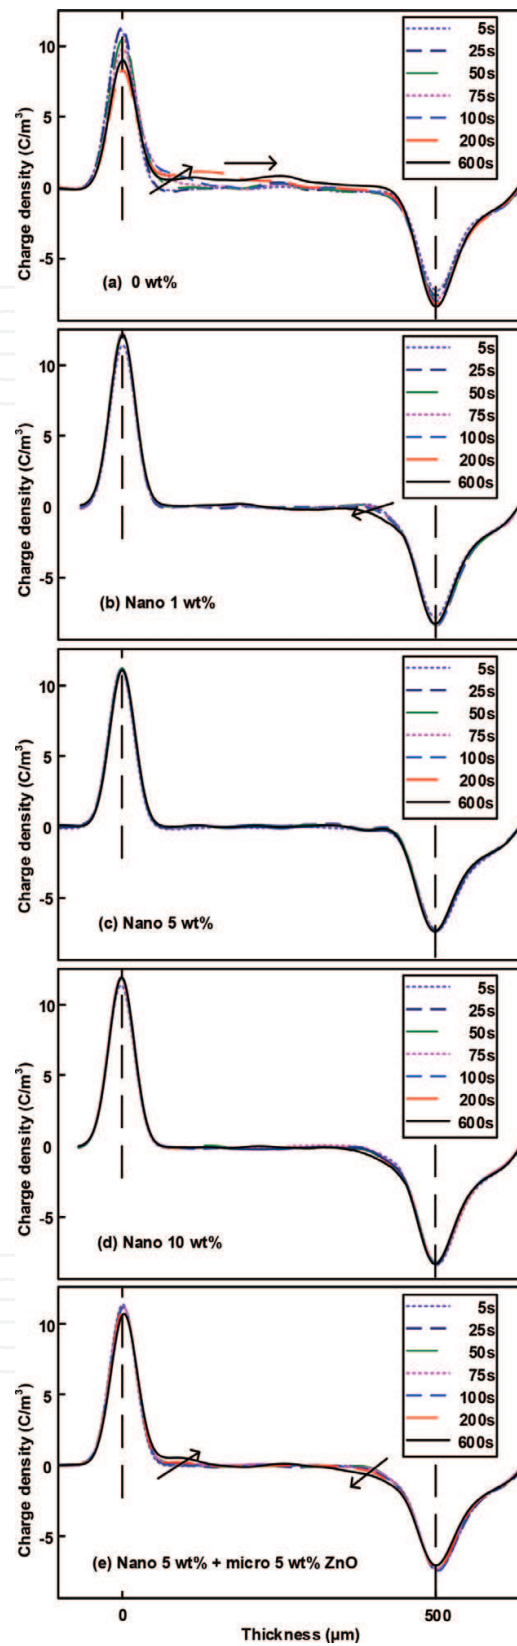 10
5
0
-5
Charge density (C/m³)
5s
25s
50s
75s
100s
200s
600s
(a) 0 wt%
10
5
0
-5
Charge density (C/m³)
5s
25s
50s
75s
100s
200s
600s
(b) Nano 1 wt%
10
5
0
-5
Charge density (C/m³)
5s
25s
50s
75s
100s
200s
600s
(c) Nano 5 wt%
10
5
0
-5
Charge density (C/m³)
5s
25s
50s
75s
100s
200s
600s
(d) Nano 10 wt%
10
5
0
-5
Charge density (C/m³)
5s
25s
50s
75s
100s
200s
600s
(e) Nano 5 wt% + micro 5 wt% ZnO
0
500
Thickness (μm)